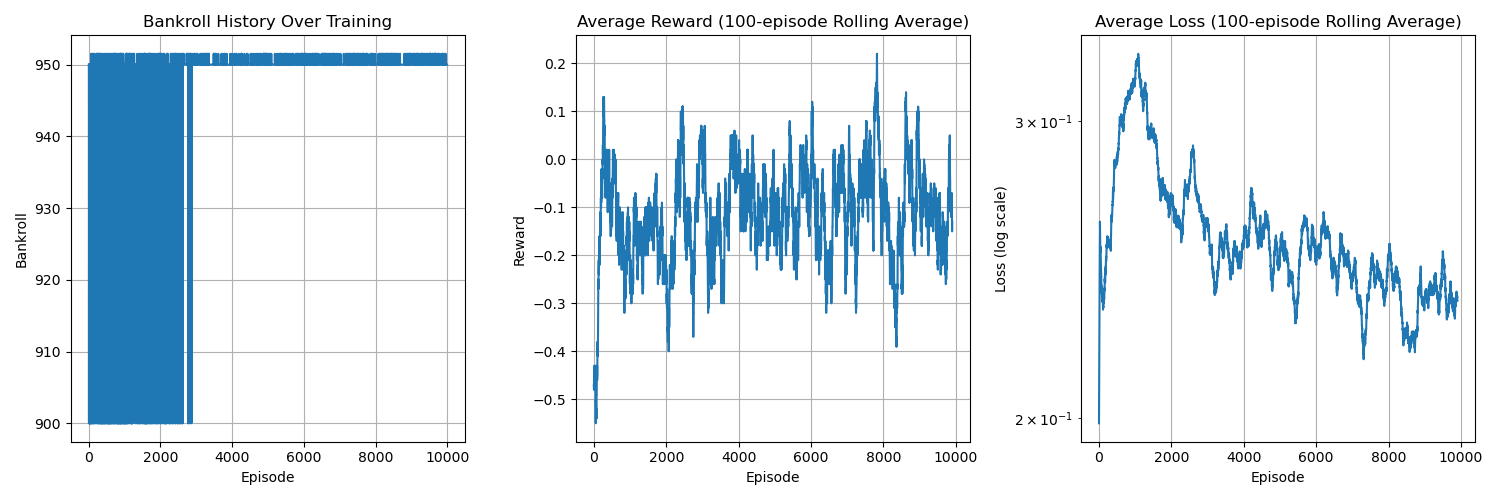 Bankroll History Over Training
Bankroll
950
940
930
920
910
900
0 2000 4000 6000 8000 10000
Episode
Average Reward (100-episode Rolling Average)
Reward
0.2
0.1
0.0
−0.1
−0.2
−0.3
−0.4
−0.5
0 2000 4000 6000 8000 10000
Episode
Average Loss (100-episode Rolling Average)
Loss (log scale)
3 × 10⁻¹
2 × 10⁻¹
0 2000 4000 6000 8000 10000
Episode